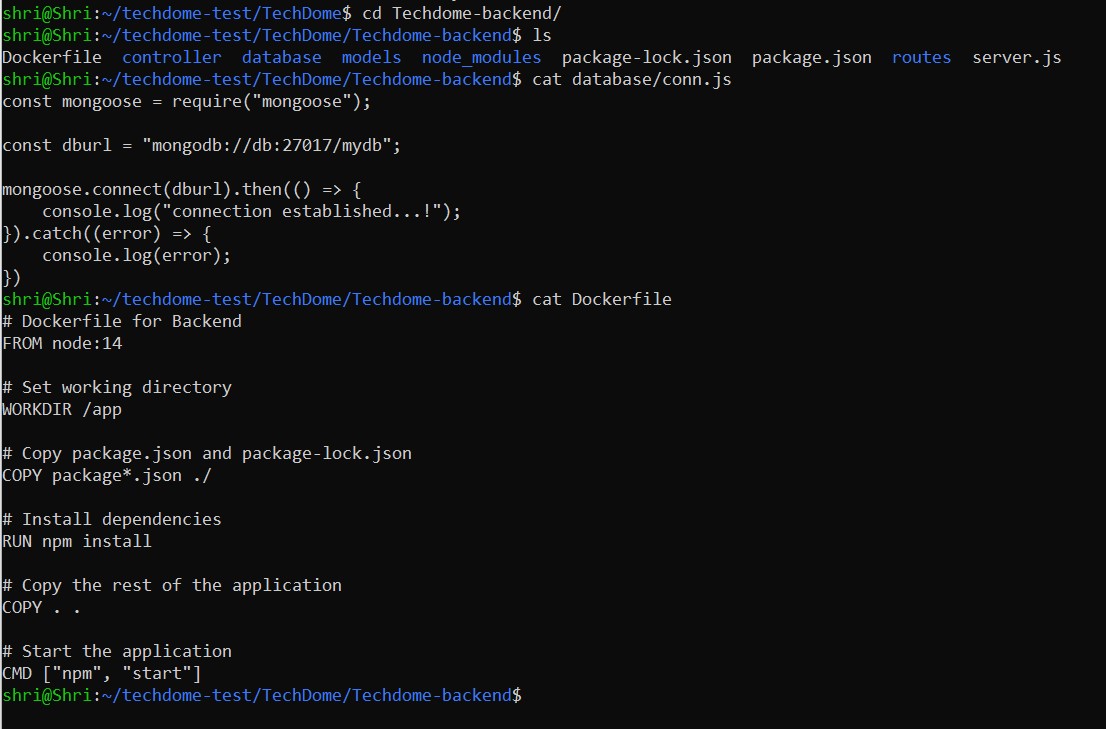 shri@Shri:~/techdome-test/TechDome$ cd Techdome-backend/
shri@Shri:~/techdome-test/TechDome/Techdome-backend$ ls
Dockerfile  controller  database  models  node_modules  package-lock.json  package.json  routes  server.js
shri@Shri:~/techdome-test/TechDome/Techdome-backend$ cat database/conn.js
const mongoose = require("mongoose");

const dburl = "mongodb://db:27017/mydb";

mongoose.connect(dburl).then(() => {
    console.log("connection established...!");
}).catch((error) => {
    console.log(error);
})
shri@Shri:~/techdome-test/TechDome/Techdome-backend$ cat Dockerfile
# Dockerfile for Backend
FROM node:14

# Set working directory
WORKDIR /app

# Copy package.json and package-lock.json
COPY package*.json ./

# Install dependencies
RUN npm install

# Copy the rest of the application
COPY . .

# Start the application
CMD ["npm", "start"]
shri@Shri:~/techdome-test/TechDome/Techdome-backend$